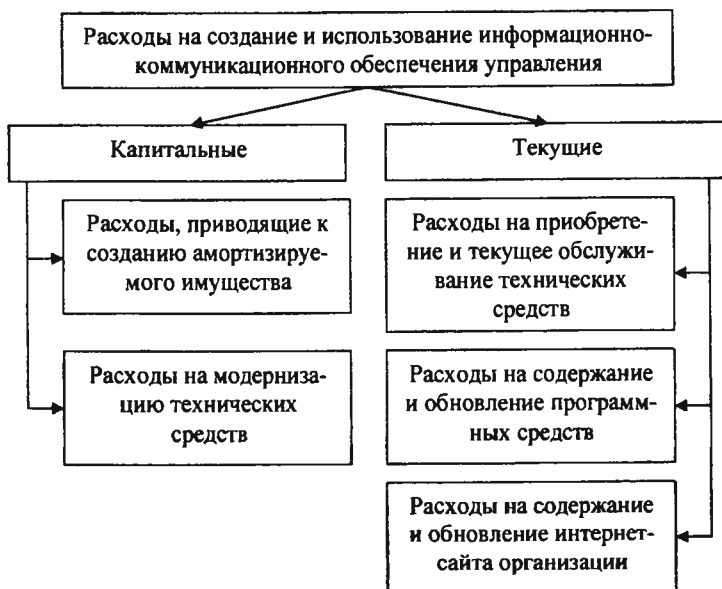 Расходы на создание и использование информационно-
коммуникационного обеспечения управления
Капитальные
Текущие
Расходы, приводящие к
созданию амортизируе-
мого имущества
Расходы на модерниза-
цию технических
средств
Расходы на приобрете-
ние и текущее обслужи-
вание технических
средств
Расходы на содержание
и обновление программ-
ных средств
Расходы на содержание
и обновление интернет-
сайта организации